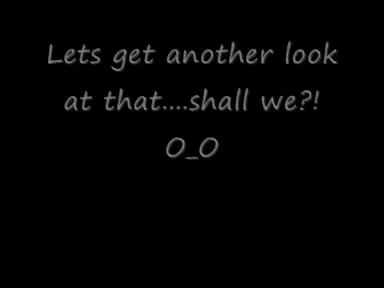 Lets get another look
at that....shall we?!
O_O